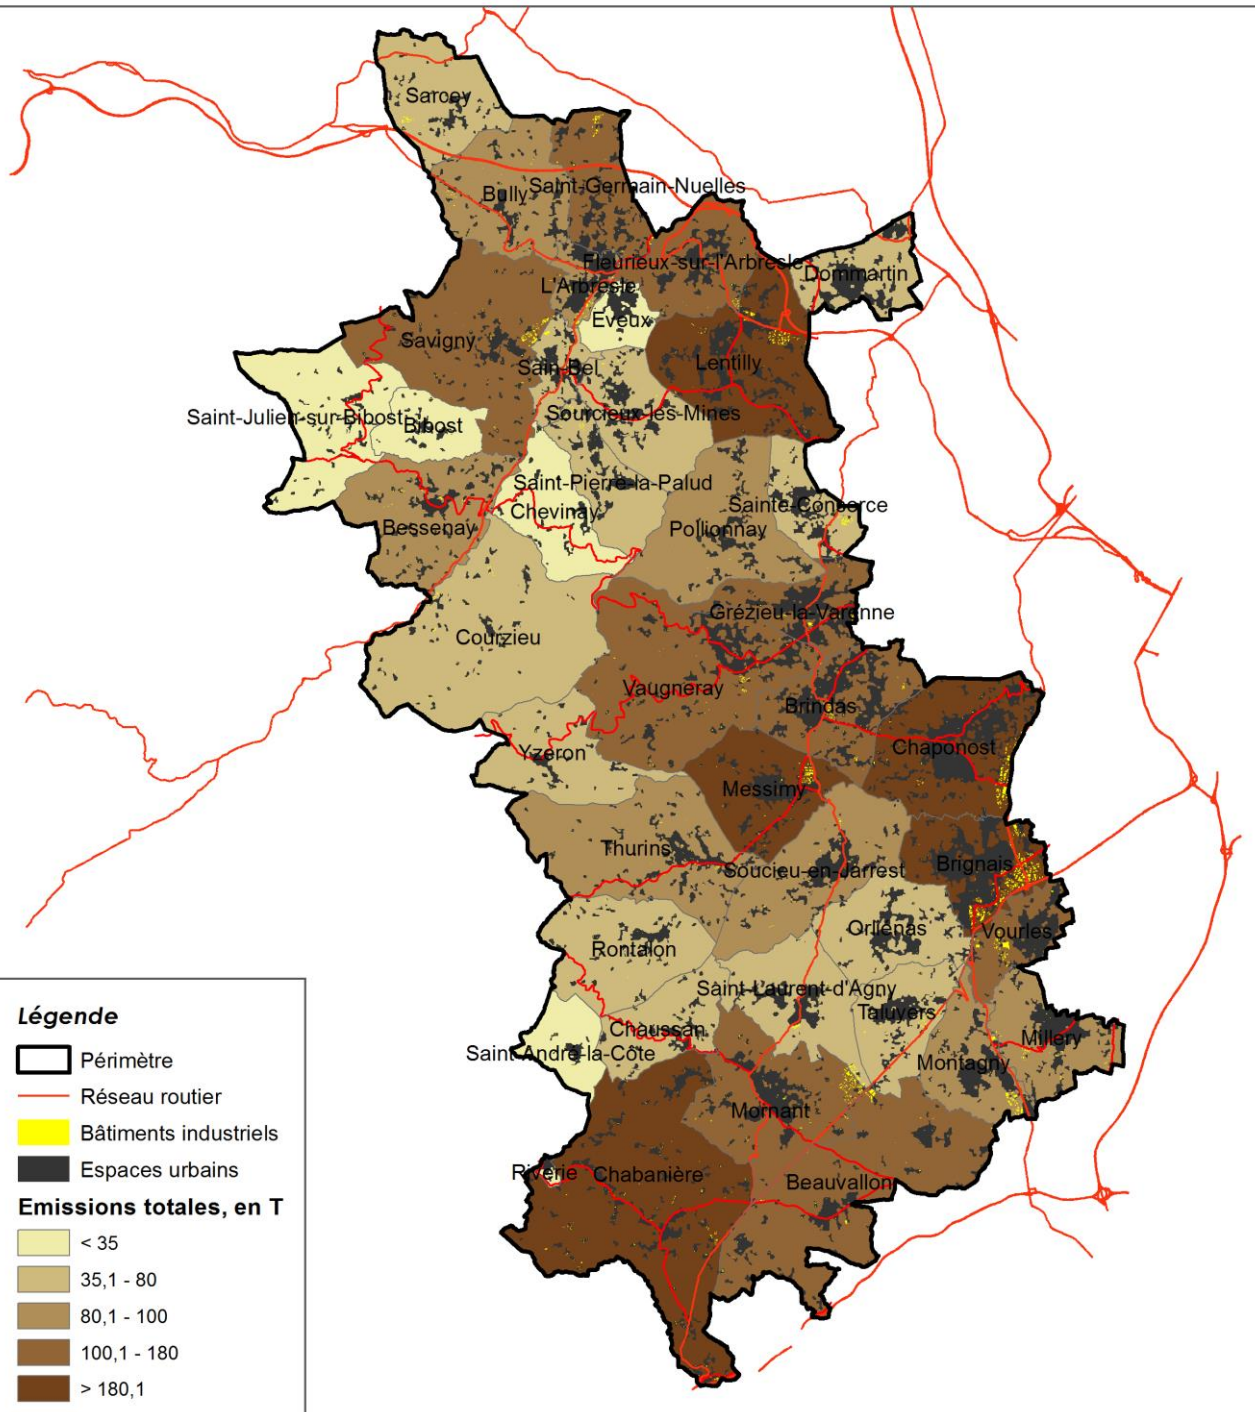 Sarcey
Saint-Germain-Nuelles
Bully
Fleurieux-sur-l'Arbresle
Dommartin
L'Arbresle
Eveux
Savigny
Lentilly
Sain-Bel
Saint-Julien-sur-Bibost
Bibost
Sourcieux-les-Mines
Saint-Pierre-la-Palud
Sainte-Consorce
Chevinay
Bessenay
Pollionnay
Grézieu-la-Varenne
Courzieu
Vaugneray
Brindas
Yzeron
Chaponost
Messimy
Thurins
Soucieu-en-Jarrest
Brignais
Orliénas
Vourles
Rontalon
Saint-Laurent-d'Agny
Taluyers
Chaussan
Saint-André-la-Côte
Millery
Montagny
Mornant
Riverie
Chabanière
Beauvallon
Légende
Périmètre
Réseau routier
Bâtiments industriels
Espaces urbains
Emissions totales, en T
< 35
35,1 - 80
80,1 - 100
100,1 - 180
> 180,1